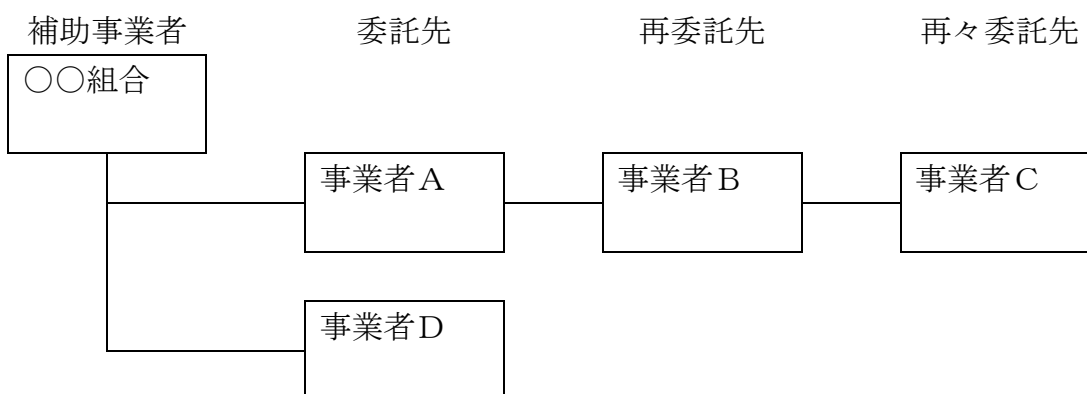 補助事業者
委託先
再委託先
再々委託先
○○組合
事業者A
事業者B
事業者C
事業者D